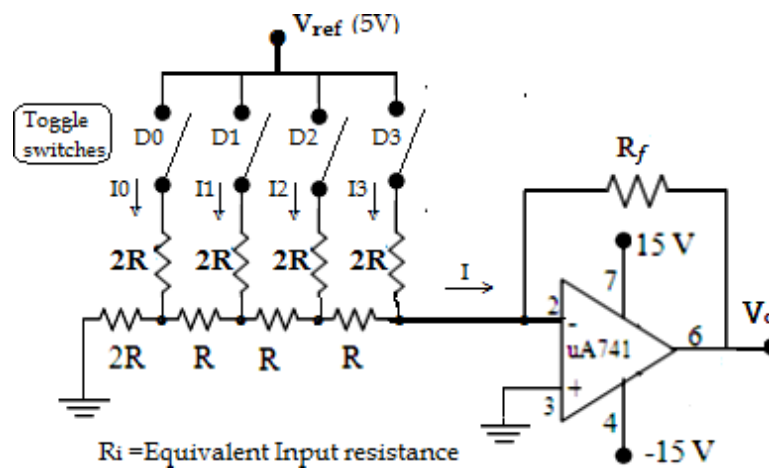 Vref (5V)
Toggle
switches
D0
D1
D2
D3
I0
I1
I2
I3
2R
2R
2R
2R
2R
R
R
R
I
Rf
15 V
7
2
-
uA741
6
+
3
4
-15 V
Ri =Equivalent Input resistance